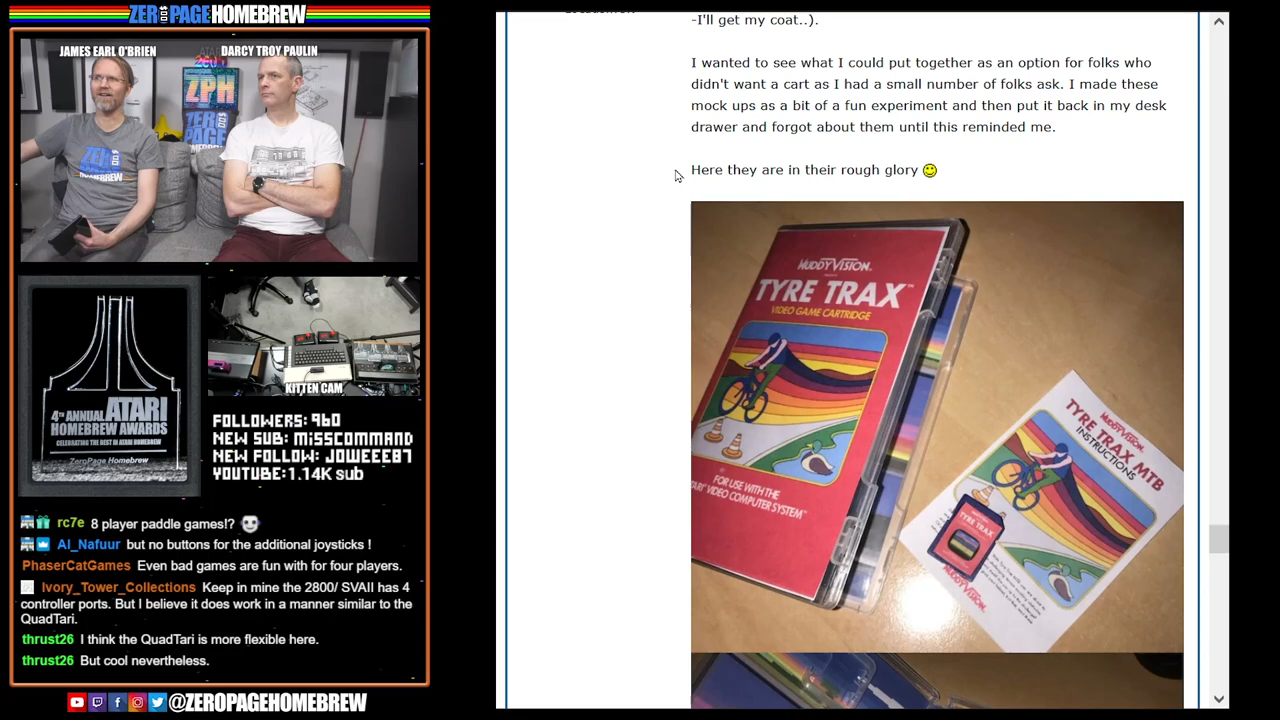 ZEROPAGE HOMEBREW
JAMES EARL O'BRIEN
DARCY TROY PAULIN
ZPH
4TH ANNUAL ATARI
HOMEBREW AWARDS
CELEBRATING THE BEST IN ATARI HOMEBREW
ZeroPage Homebrew
KITTEN CAM
FOLLOWERS: 960
NEW SUB: MISSCOMMAND
NEW FOLLOW: JOWEEE87
YOUTUBE:1.14K sub
rc7e 8 player paddle games!?
Al_Nafuur but no buttons for the additional joysticks !
PhaserCatGames Even bad games are fun with for four players.
Ivory_Tower_Collections Keep in mine the 2800/ SVAII has 4
controller ports. But I believe it does work in a manner similar to the
QuadTari.
thrust26 I think the QuadTari is more flexible here.
thrust26 But cool nevertheless.
@ZEROPAGEHOMEBREW
-I'll get my coat..).
I wanted to see what I could put together as an option for folks who
didn't want a cart as I had a small number of folks ask. I made these
mock ups as a bit of a fun experiment and then put it back in my desk
drawer and forgot about them until this reminded me.
Here they are in their rough glory
MUDDYVISION
TYRE TRAX™
VIDEO GAME CARTRIDGE
FOR USE WITH THE
VIDEO COMPUTER SYSTEM™
MUDDYVISION
TYRE TRAX MTB
INSTRUCTIONS
TYRE TRAX
MUDDYVISION